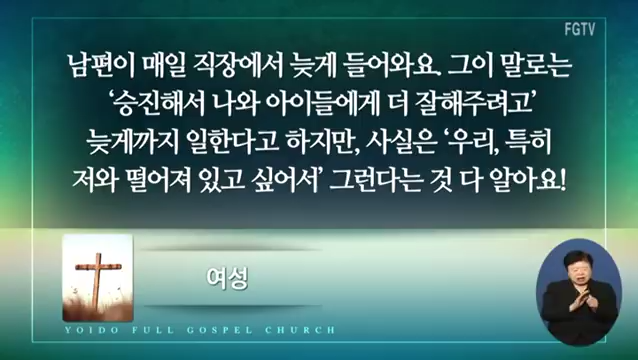 FGTV
남편이 매일 직장에서 늦게 들어와요. 그이 말로는
‘승진해서 나와 아이들에게 더 잘해주려고’
늦게까지 일한다고 하지만, 사실은 ‘우리, 특히
저와 떨어져 있고 싶어서’ 그런다는 것 다 알아요!
여성
YOIDO FULL GOSPEL CHURCH